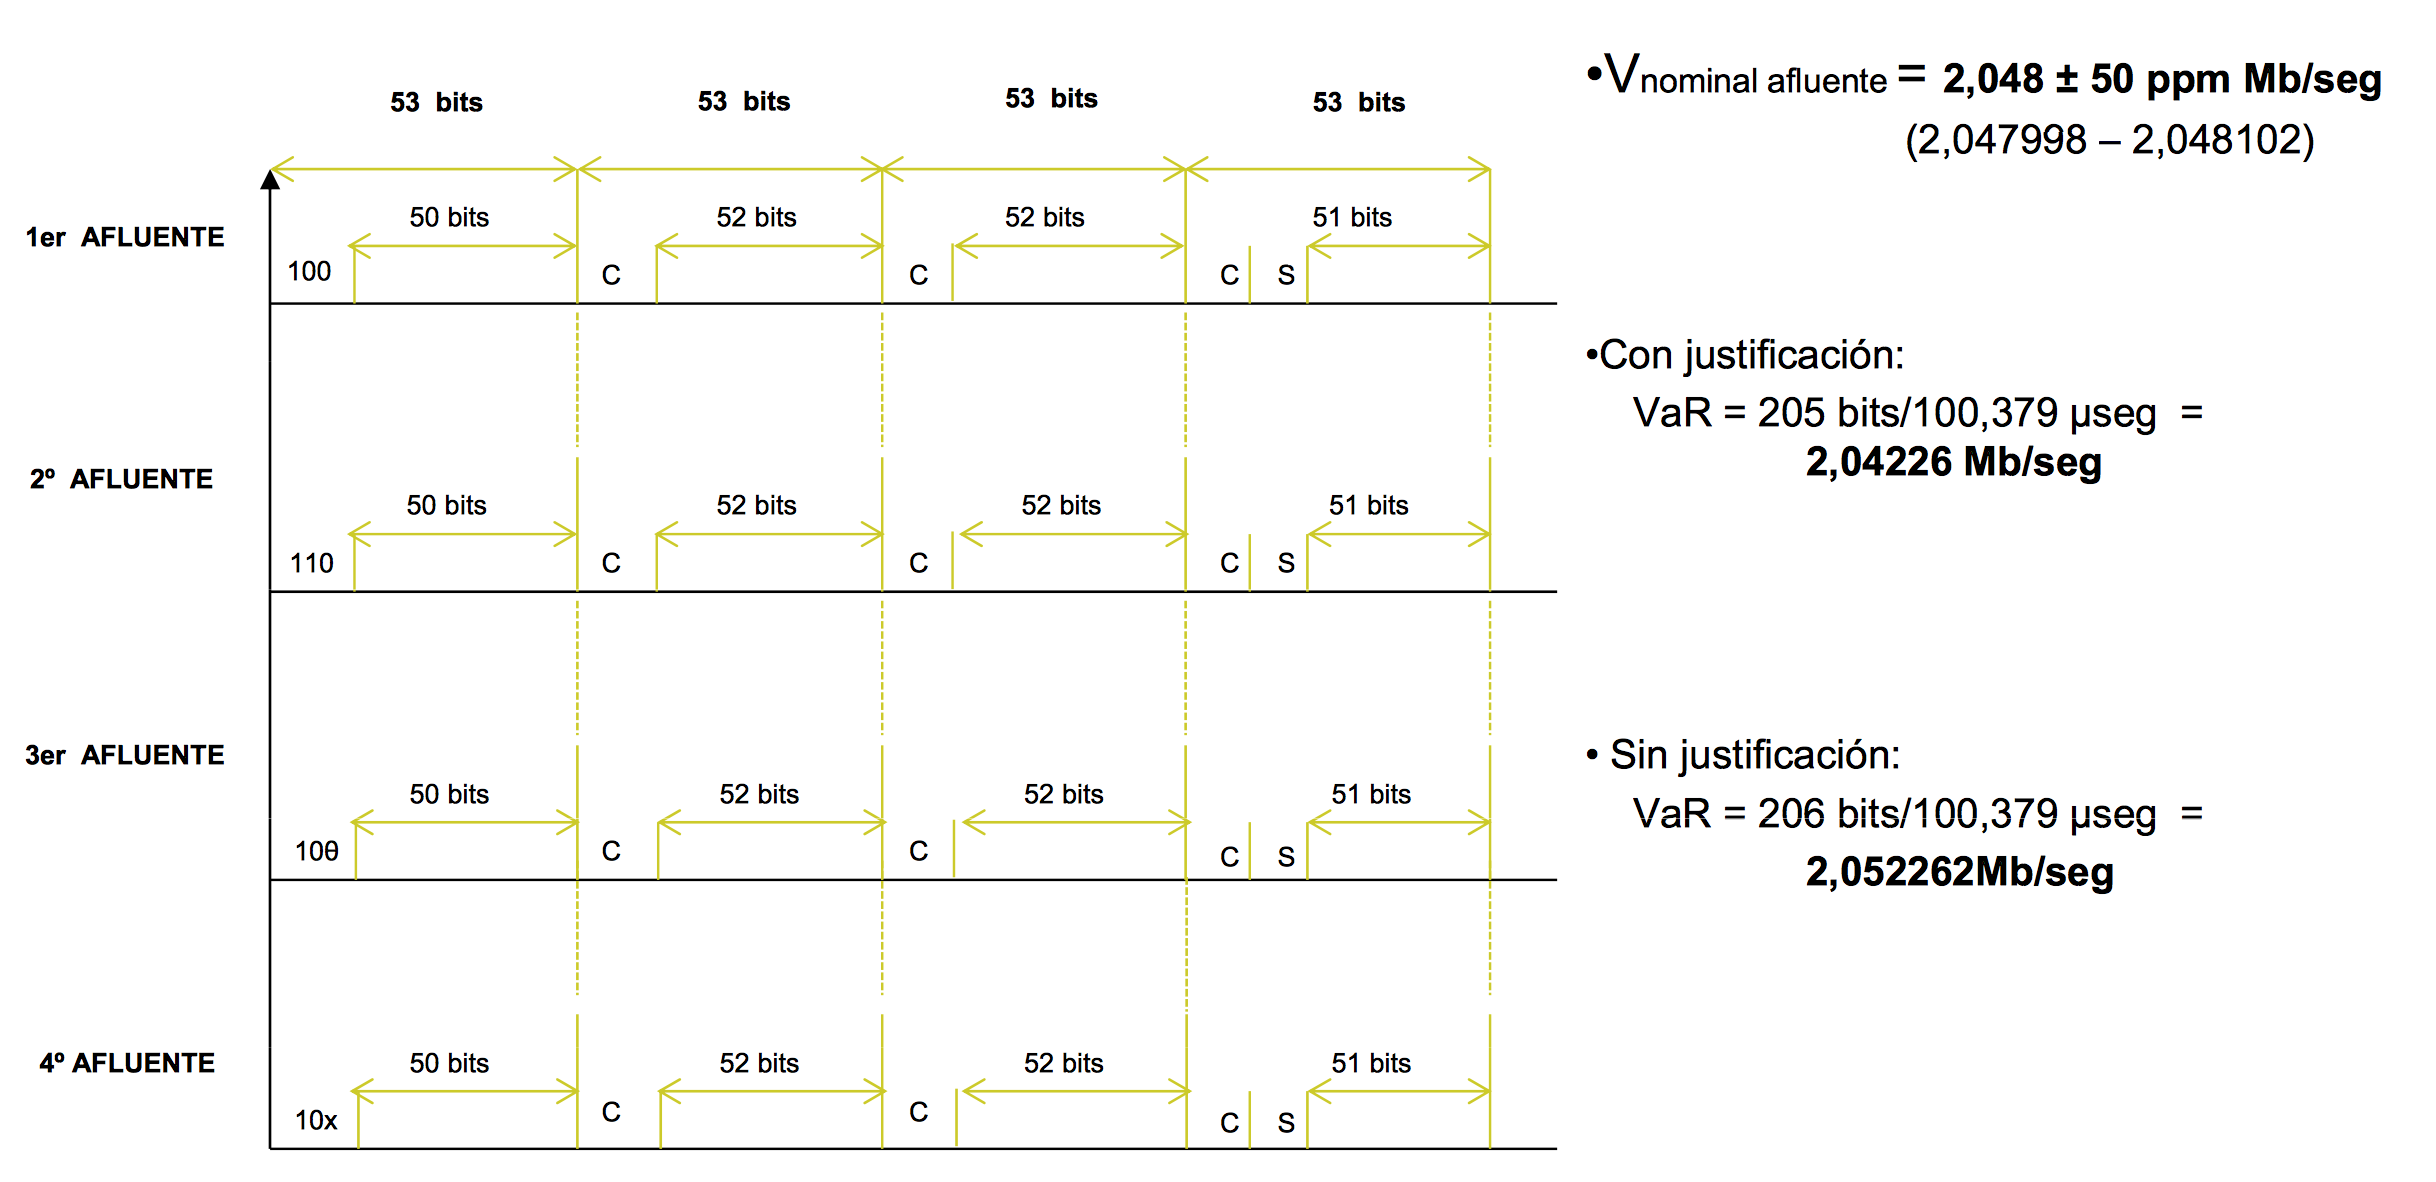 53 bits 53 bits 53 bits 53 bits
1er AFLUENTE
50 bits 52 bits 52 bits 51 bits
100 C C C S
2º AFLUENTE
50 bits 52 bits 52 bits 51 bits
110 C C C S
3er AFLUENTE
50 bits 52 bits 52 bits 51 bits
10θ C C C S
4º AFLUENTE
50 bits 52 bits 52 bits 51 bits
10x C C C S
•Vnominal afluente = 2,048 ± 50 ppm Mb/seg
(2,047998 – 2,048102)
•Con justificación:
VaR = 205 bits/100,379 µseg =
2,04226 Mb/seg
• Sin justificación:
VaR = 206 bits/100,379 µseg =
2,052262Mb/seg